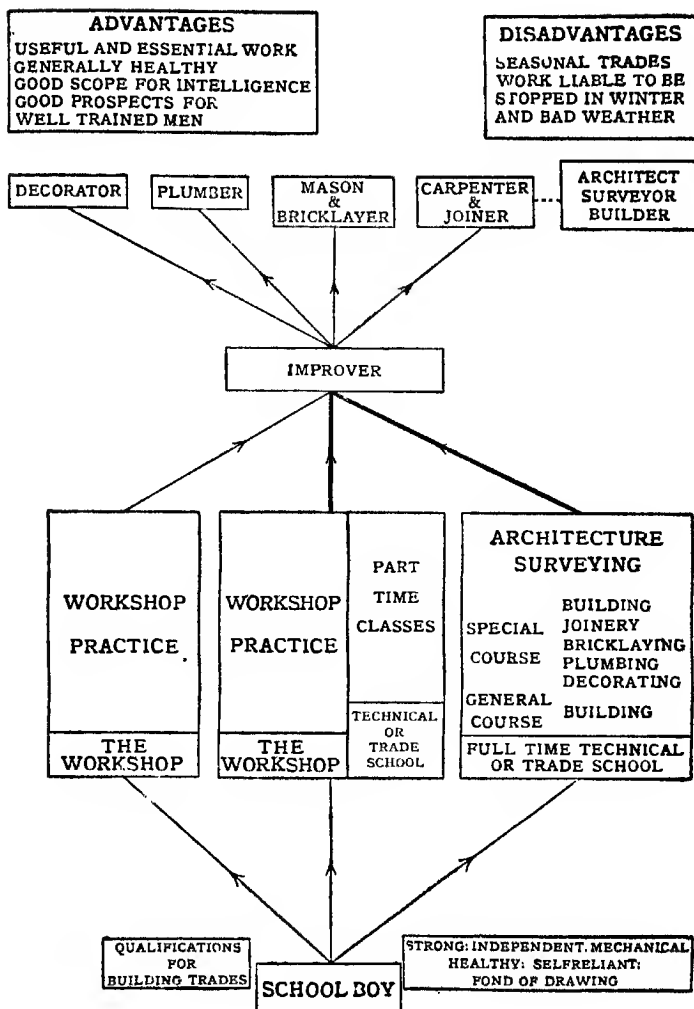 ADVANTAGES
USEFUL AND ESSENTIAL WORK
GENERALLY HEALTHY
GOOD SCOPE FOR INTELLIGENCE
GOOD PROSPECTS FOR
WELL TRAINED MEN
DISADVANTAGES
SEASONAL TRADES
WORK LIABLE TO BE
STOPPED IN WINTER
AND BAD WEATHER
DECORATOR
PLUMBER
MASON
&
BRICKLAYER
CARPENTER
&
JOINER
ARCHITECT
SURVEYOR
BUILDER
IMPROVER
WORKSHOP
PRACTICE.
THE
WORKSHOP
WORKSHOP
PRACTICE
THE
WORKSHOP
PART
TIME
CLASSES
TECHNICAL
OR
TRADE
SCHOOL
ARCHITECTURE
SURVEYING
SPECIAL
COURSE
BUILDING
JOINERY
BRICKLAYING
PLUMBING
DECORATING
GENERAL
COURSE
BUILDING
FULL TIME TECHNICAL
OR TRADE SCHOOL
QUALIFICATIONS
FOR
BUILDING TRADES
STRONG: INDEPENDENT. MECHANICAL
HEALTHY: SELFRELIANT:
FOND OF DRAWING
SCHOOL BOY